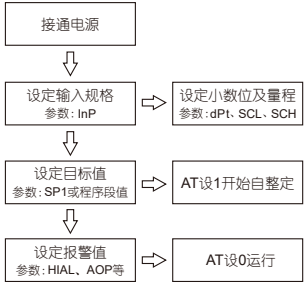 接通电源
设定输入规格
参数: InP
设定小数位及量程
参数: dPt、SCL、SCH
设定目标值
参数: SP1或程序段值
AT设1开始自整定
设定报警值
参数: HIAL、AOP等
AT设0运行